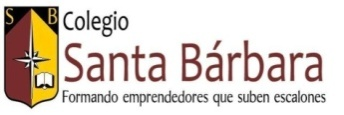 S B
Colegio
Santa Bárbara
Formando emprendedores que suben escalones